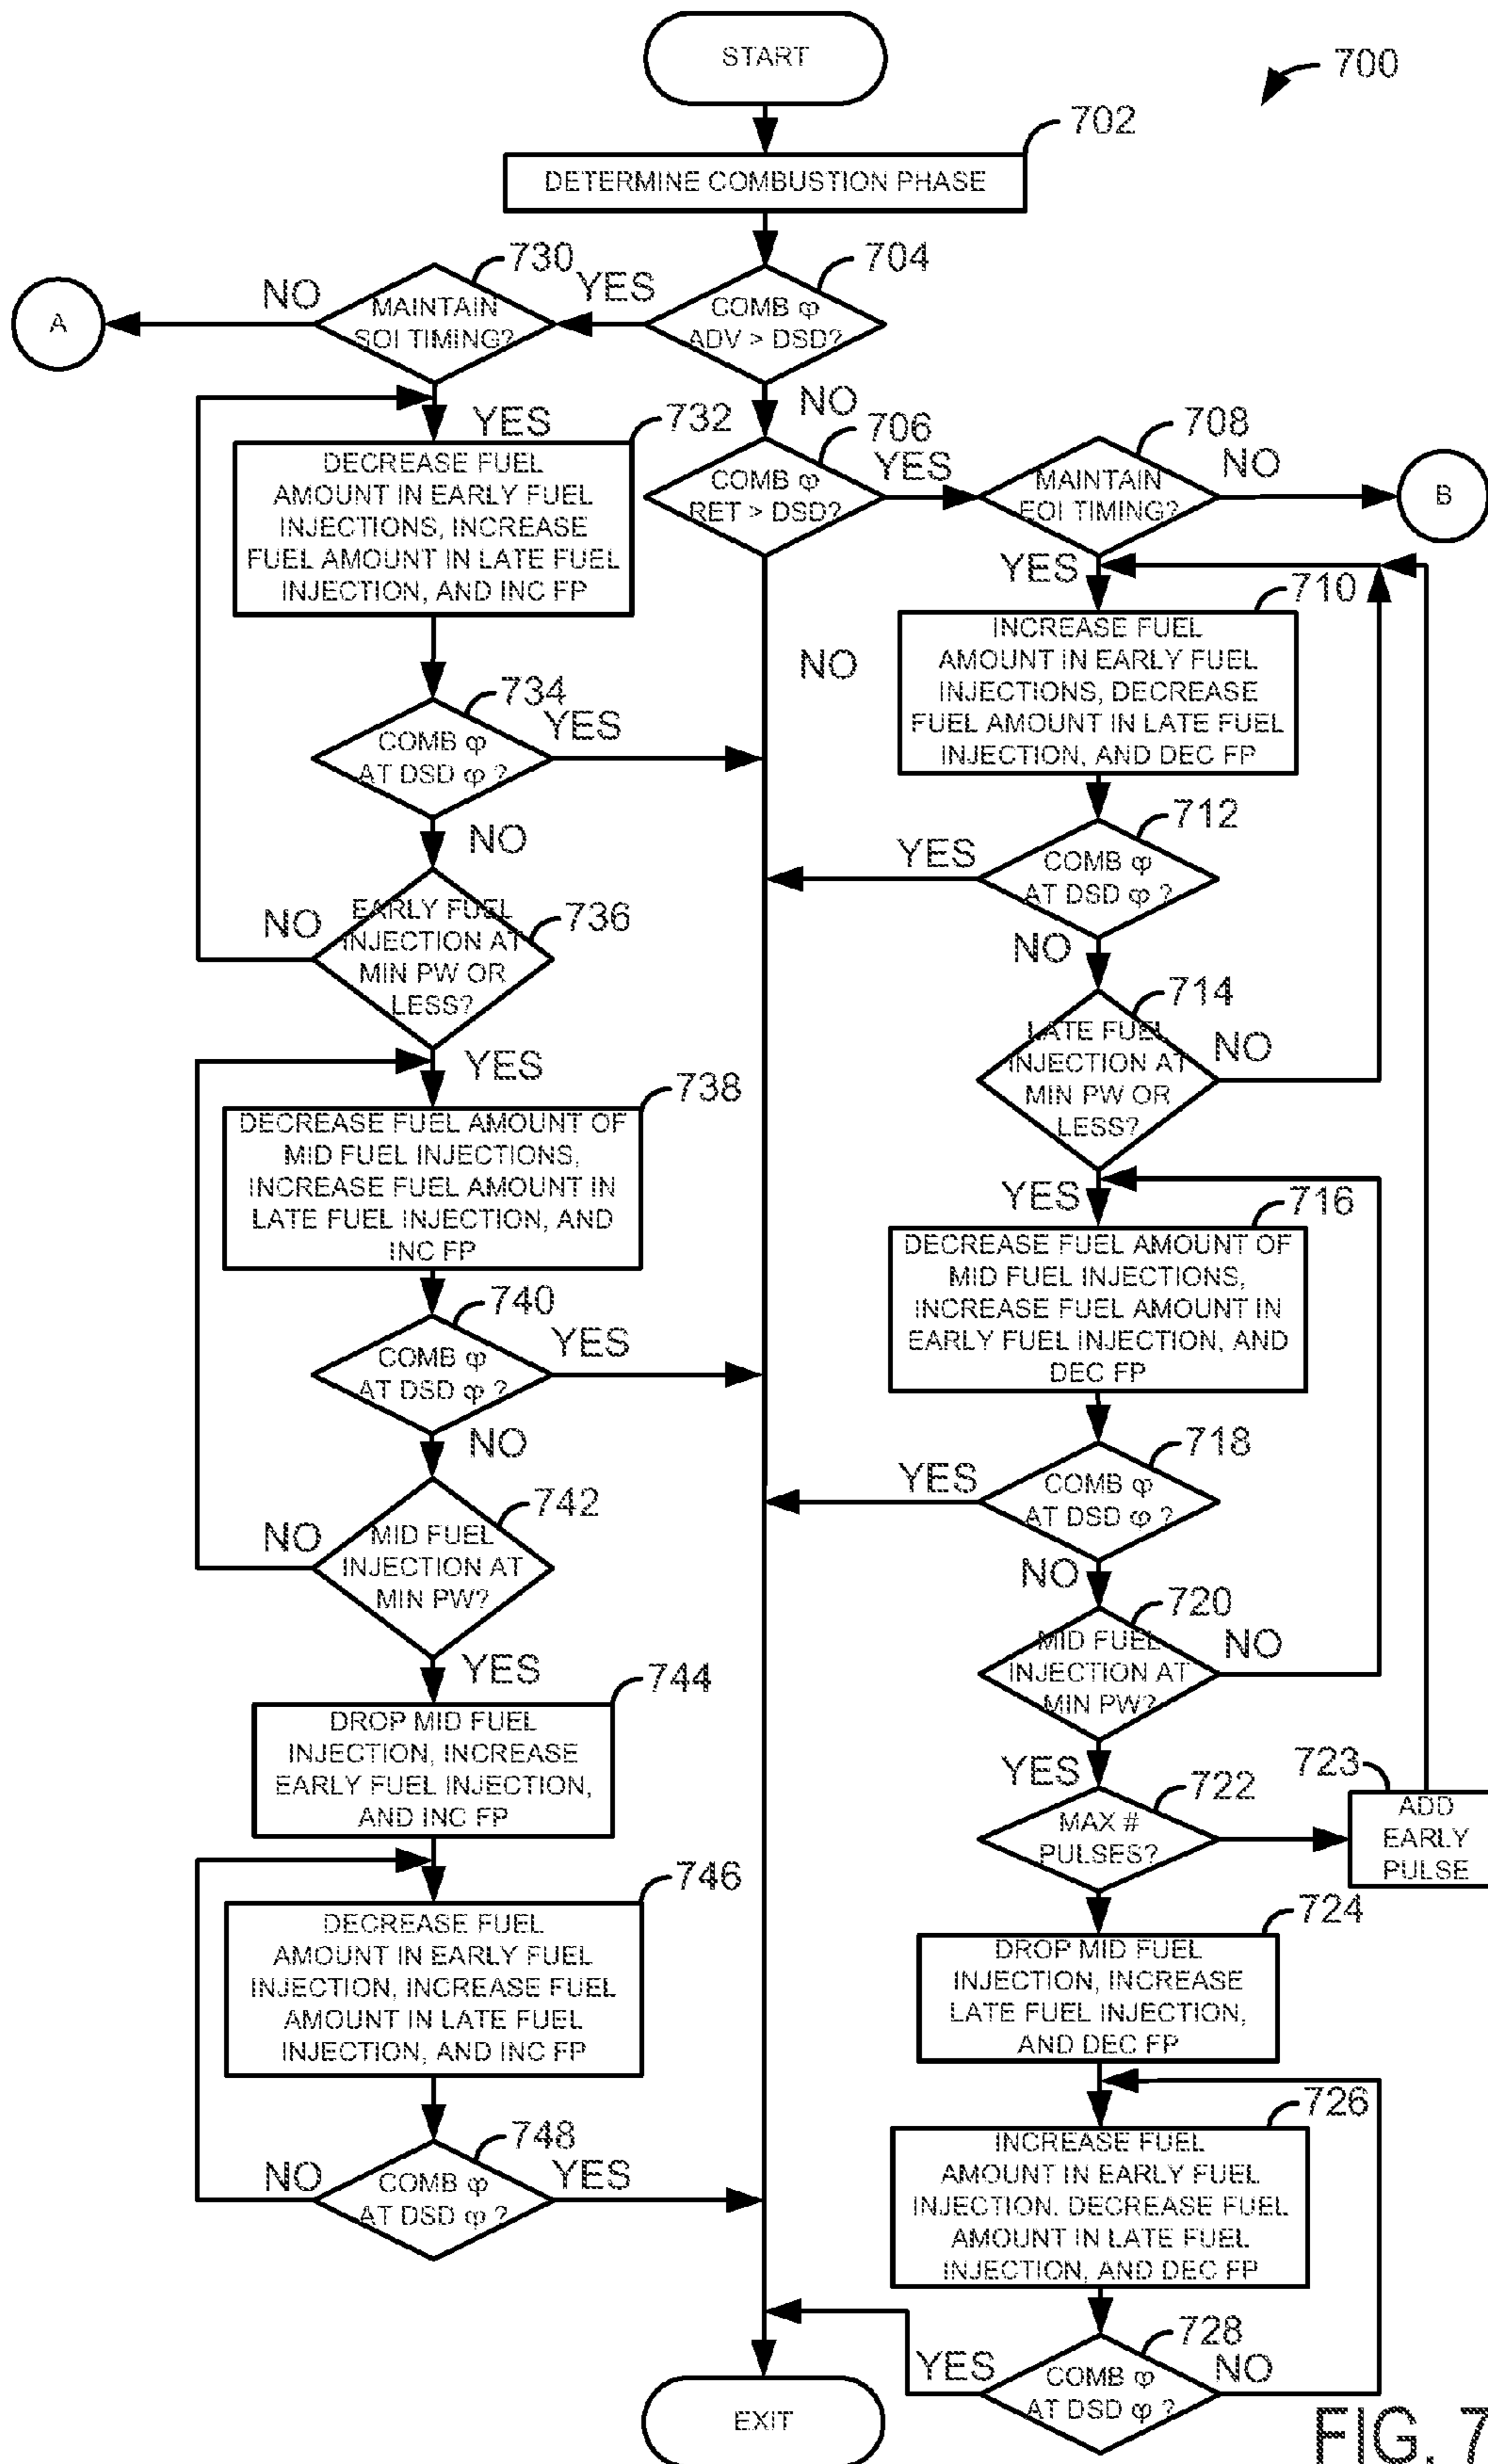 START
700
702
DETERMINE COMBUSTION PHASE
704
COMB φ
ADV > DSD?
YES
NO
730
MAINTAIN
SOI TIMING?
NO
A
YES
732
DECREASE FUEL
AMOUNT IN EARLY FUEL
INJECTIONS, INCREASE
FUEL AMOUNT IN LATE FUEL
INJECTION, AND INC FP
734
COMB φ
AT DSD φ ?
YES
NO
736
EARLY FUEL
INJECTION AT
MIN PW OR
LESS?
NO
YES
738
DECREASE FUEL AMOUNT OF
MID FUEL INJECTIONS,
INCREASE FUEL AMOUNT IN
LATE FUEL INJECTION, AND
INC FP
740
COMB φ
AT DSD φ ?
YES
NO
742
MID FUEL
INJECTION AT
MIN PW?
NO
YES
744
DROP MID FUEL
INJECTION, INCREASE
EARLY FUEL INJECTION,
AND INC FP
746
DECREASE FUEL
AMOUNT IN EARLY FUEL
INJECTION, INCREASE FUEL
AMOUNT IN LATE FUEL
INJECTION, AND INC FP
748
COMB φ
AT DSD φ ?
NO
YES
706
COMB φ
RET > DSD?
YES
NO
708
MAINTAIN
EOI TIMING?
NO
B
YES
710
INCREASE FUEL
AMOUNT IN EARLY FUEL
INJECTIONS, DECREASE
FUEL AMOUNT IN LATE FUEL
INJECTION, AND DEC FP
712
COMB φ
AT DSD φ ?
YES
NO
714
LATE FUEL
INJECTION AT
MIN PW OR
LESS?
NO
YES
716
DECREASE FUEL AMOUNT OF
MID FUEL INJECTIONS,
INCREASE FUEL AMOUNT IN
EARLY FUEL INJECTION, AND
DEC FP
718
COMB φ
AT DSD φ ?
YES
NO
720
MID FUEL
INJECTION AT
MIN PW?
NO
YES
722
MAX #
PULSES?
723
ADD
EARLY
PULSE
724
DROP MID FUEL
INJECTION, INCREASE
LATE FUEL INJECTION,
AND DEC FP
726
INCREASE FUEL
AMOUNT IN EARLY FUEL
INJECTION. DECREASE FUEL
AMOUNT IN LATE FUEL
INJECTION, AND DEC FP
728
COMB φ
AT DSD φ ?
YES
NO
EXIT
FIG. 7